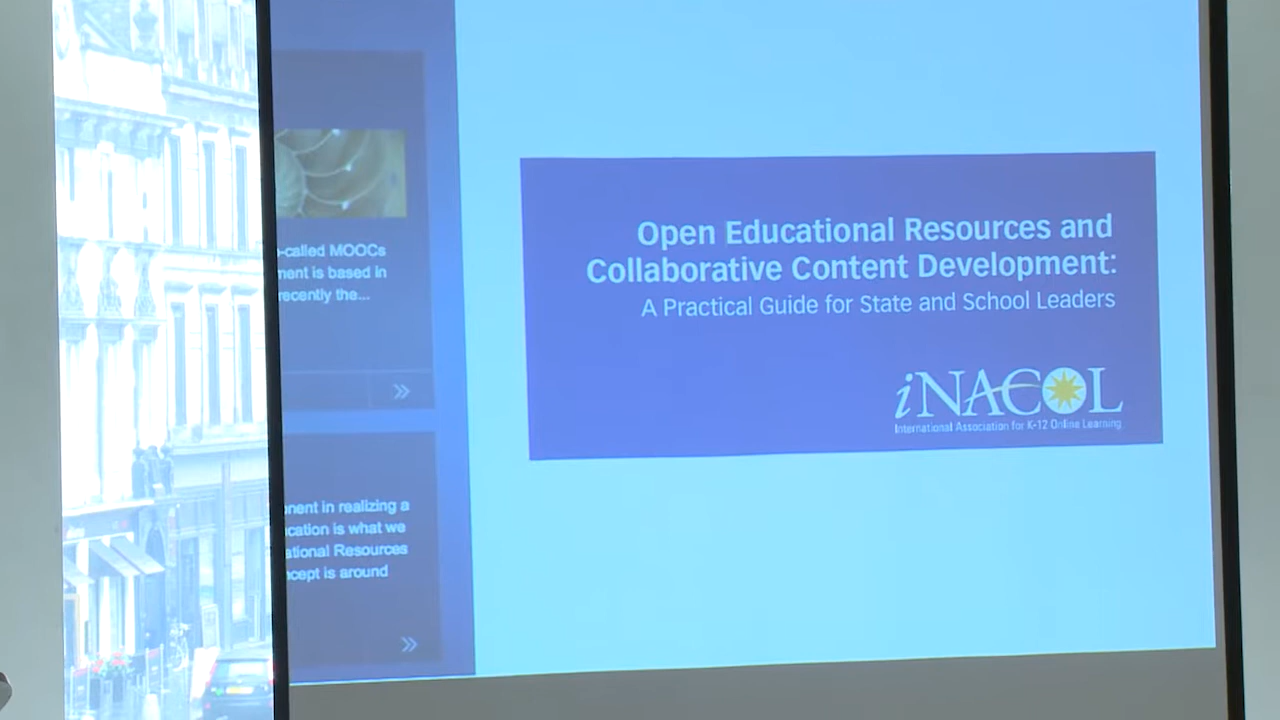 -called MOOCs
ment is based in
recently the...
nent in realizing a
cation is what we
ational Resources
ncept is around
Open Educational Resources and
Collaborative Content Development:
A Practical Guide for State and School Leaders
iNACOL
International Association for K-12 Online Learning